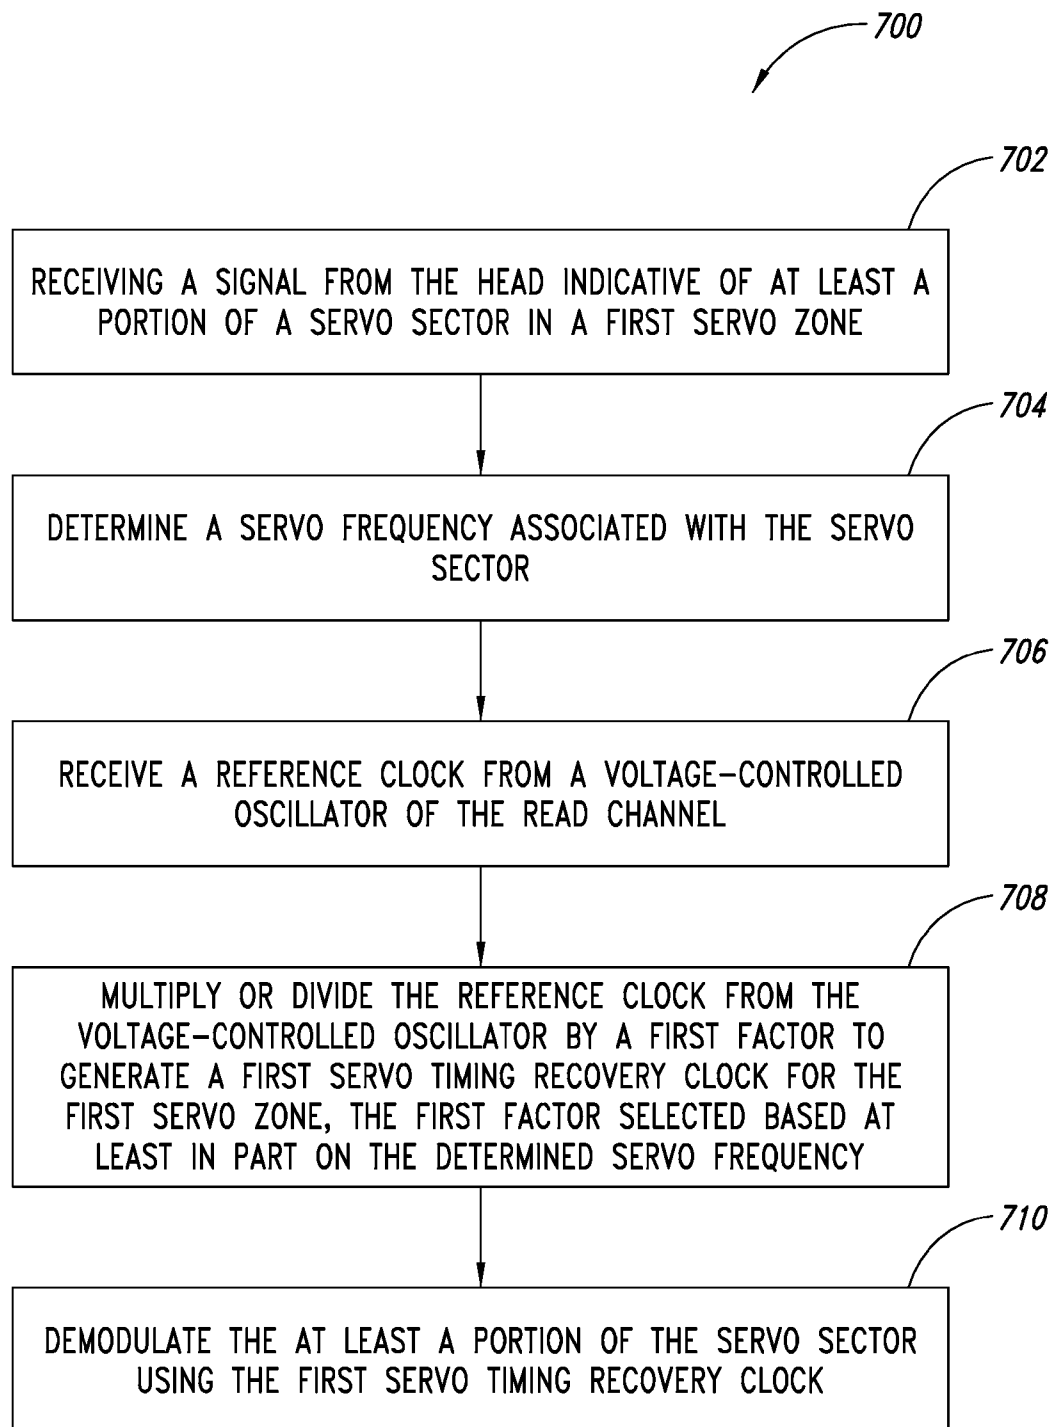 700
702
RECEIVING A SIGNAL FROM THE HEAD INDICATIVE OF AT LEAST A
PORTION OF A SERVO SECTOR IN A FIRST SERVO ZONE
704
DETERMINE A SERVO FREQUENCY ASSOCIATED WITH THE SERVO
SECTOR
706
RECEIVE A REFERENCE CLOCK FROM A VOLTAGE-CONTROLLED
OSCILLATOR OF THE READ CHANNEL
708
MULTIPLY OR DIVIDE THE REFERENCE CLOCK FROM THE
VOLTAGE-CONTROLLED OSCILLATOR BY A FIRST FACTOR TO
GENERATE A FIRST SERVO TIMING RECOVERY CLOCK FOR THE
FIRST SERVO ZONE, THE FIRST FACTOR SELECTED BASED AT
LEAST IN PART ON THE DETERMINED SERVO FREQUENCY
710
DEMODULATE THE AT LEAST A PORTION OF THE SERVO SECTOR
USING THE FIRST SERVO TIMING RECOVERY CLOCK